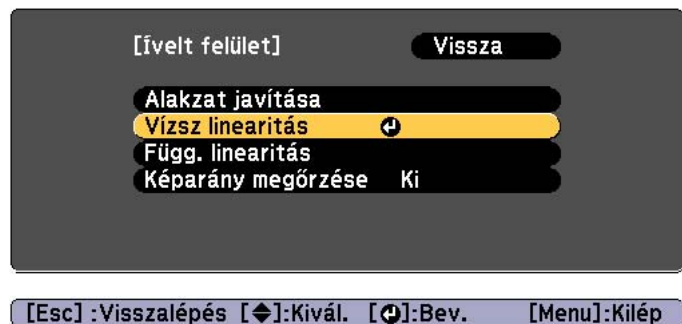 [Ívelt felület] Vissza
Alakzat javítása
Vízsz linearitás
Függ. linearitás
Képarány megőrzése Ki
[Esc] :Visszalépés [◆]:Kivál. [↵]:Bev. [Menu]:Kilép